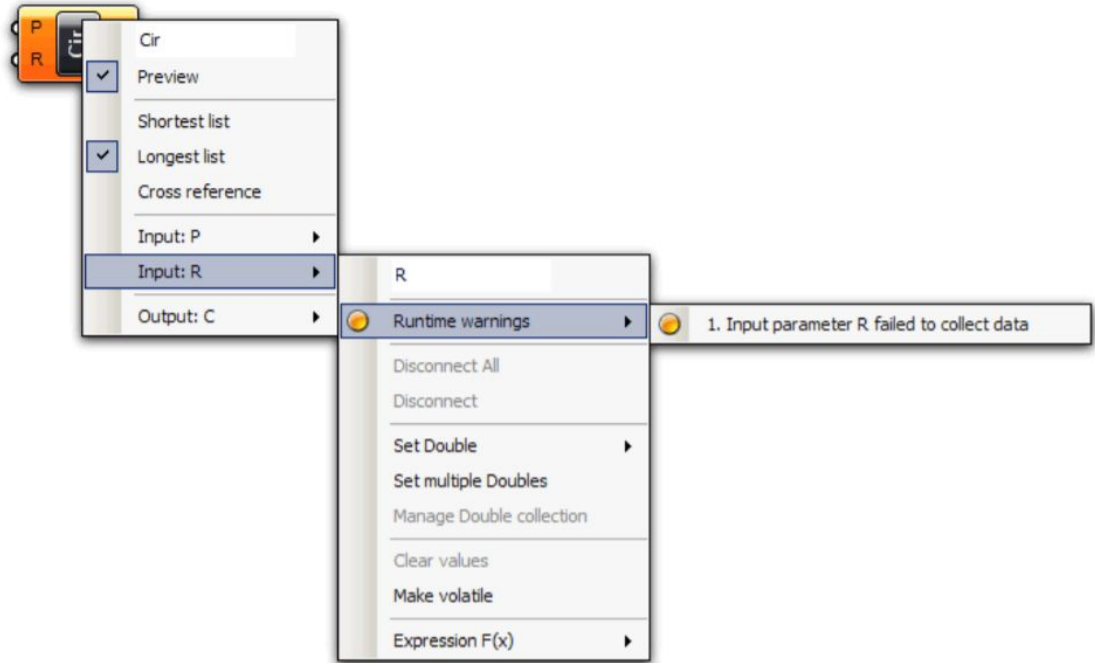 P
R
Cir
Cir
Preview
Shortest list
Longest list
Cross reference
Input: P
Input: R
Output: C
R
Runtime warnings
1. Input parameter R failed to collect data
Disconnect All
Disconnect
Set Double
Set multiple Doubles
Manage Double collection
Clear values
Make volatile
Expression F(x)